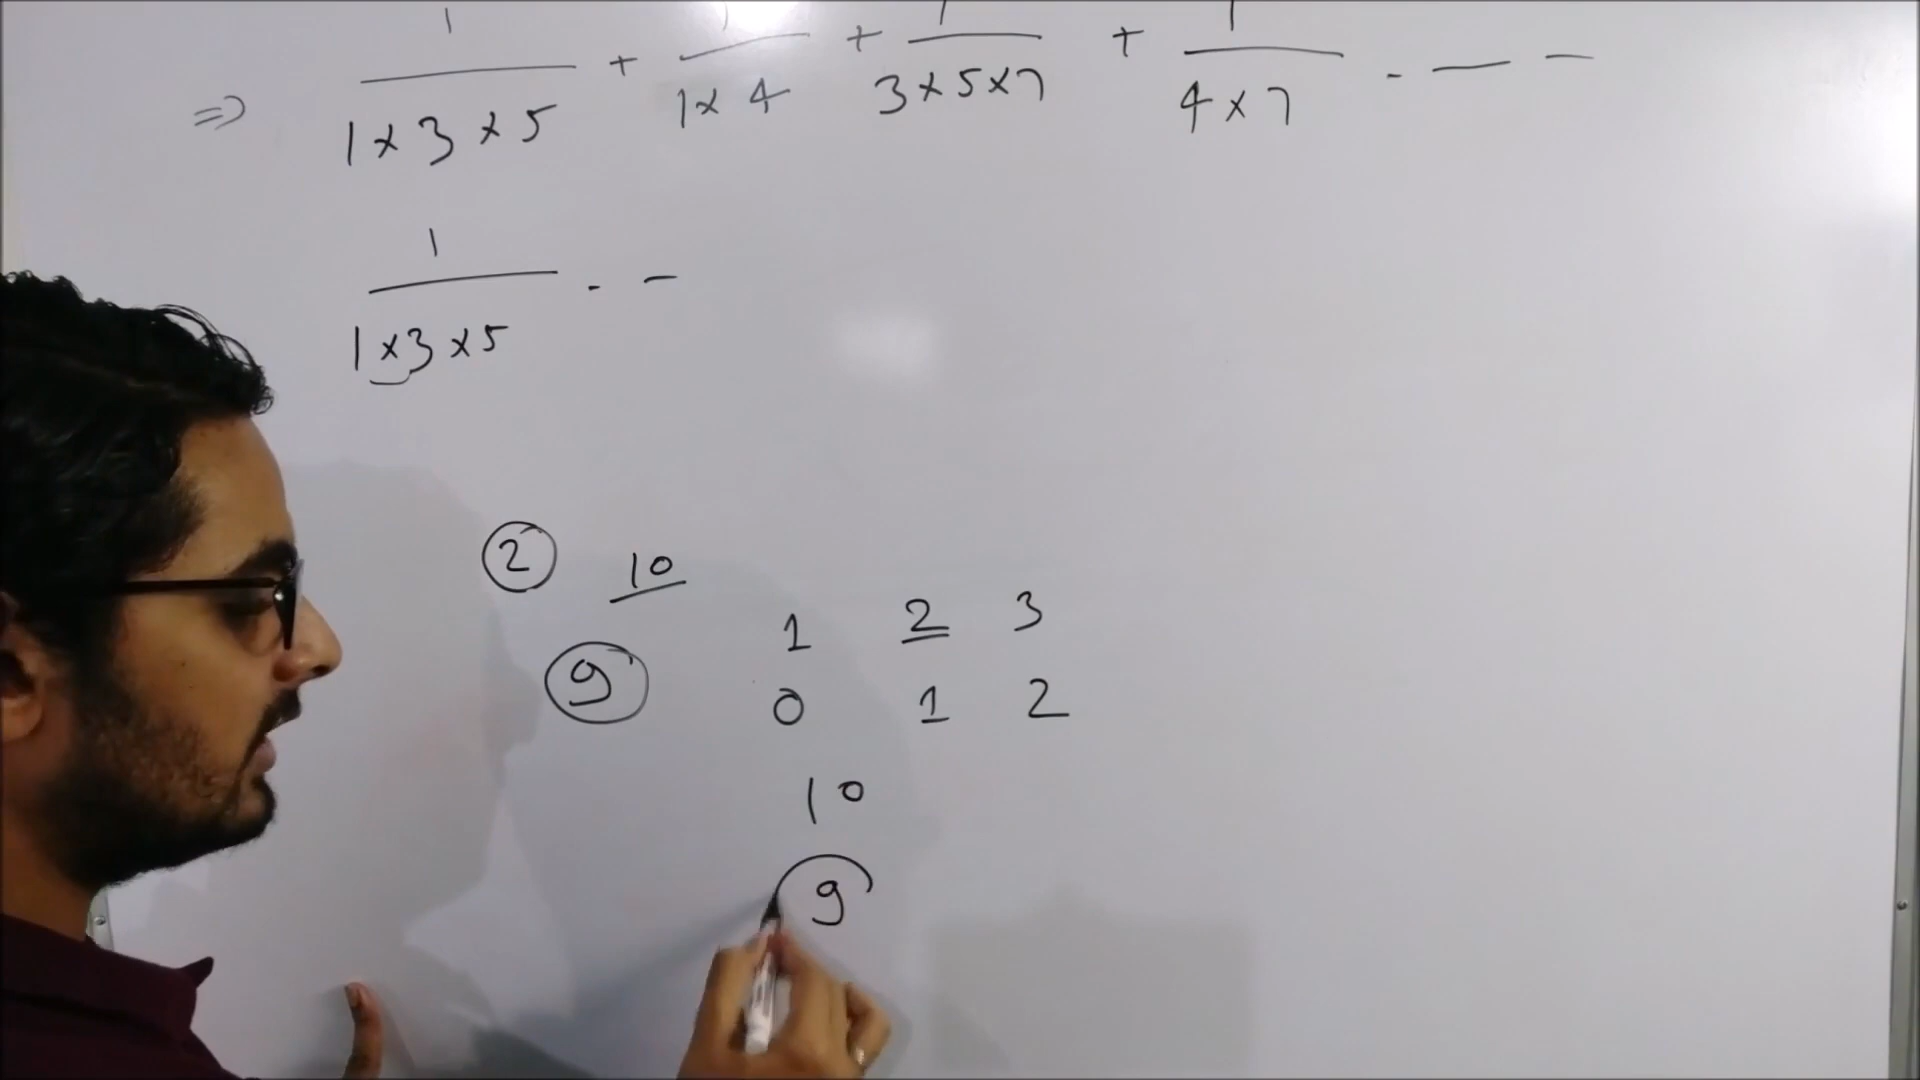 ⇒ 1/(1×3×5) + 1/(1×4) + 1/(3×5×7) + 1/(4×7) . — —
1/(1×3×5) . -
2 10
1 2 3
9 0 1 2
10
9